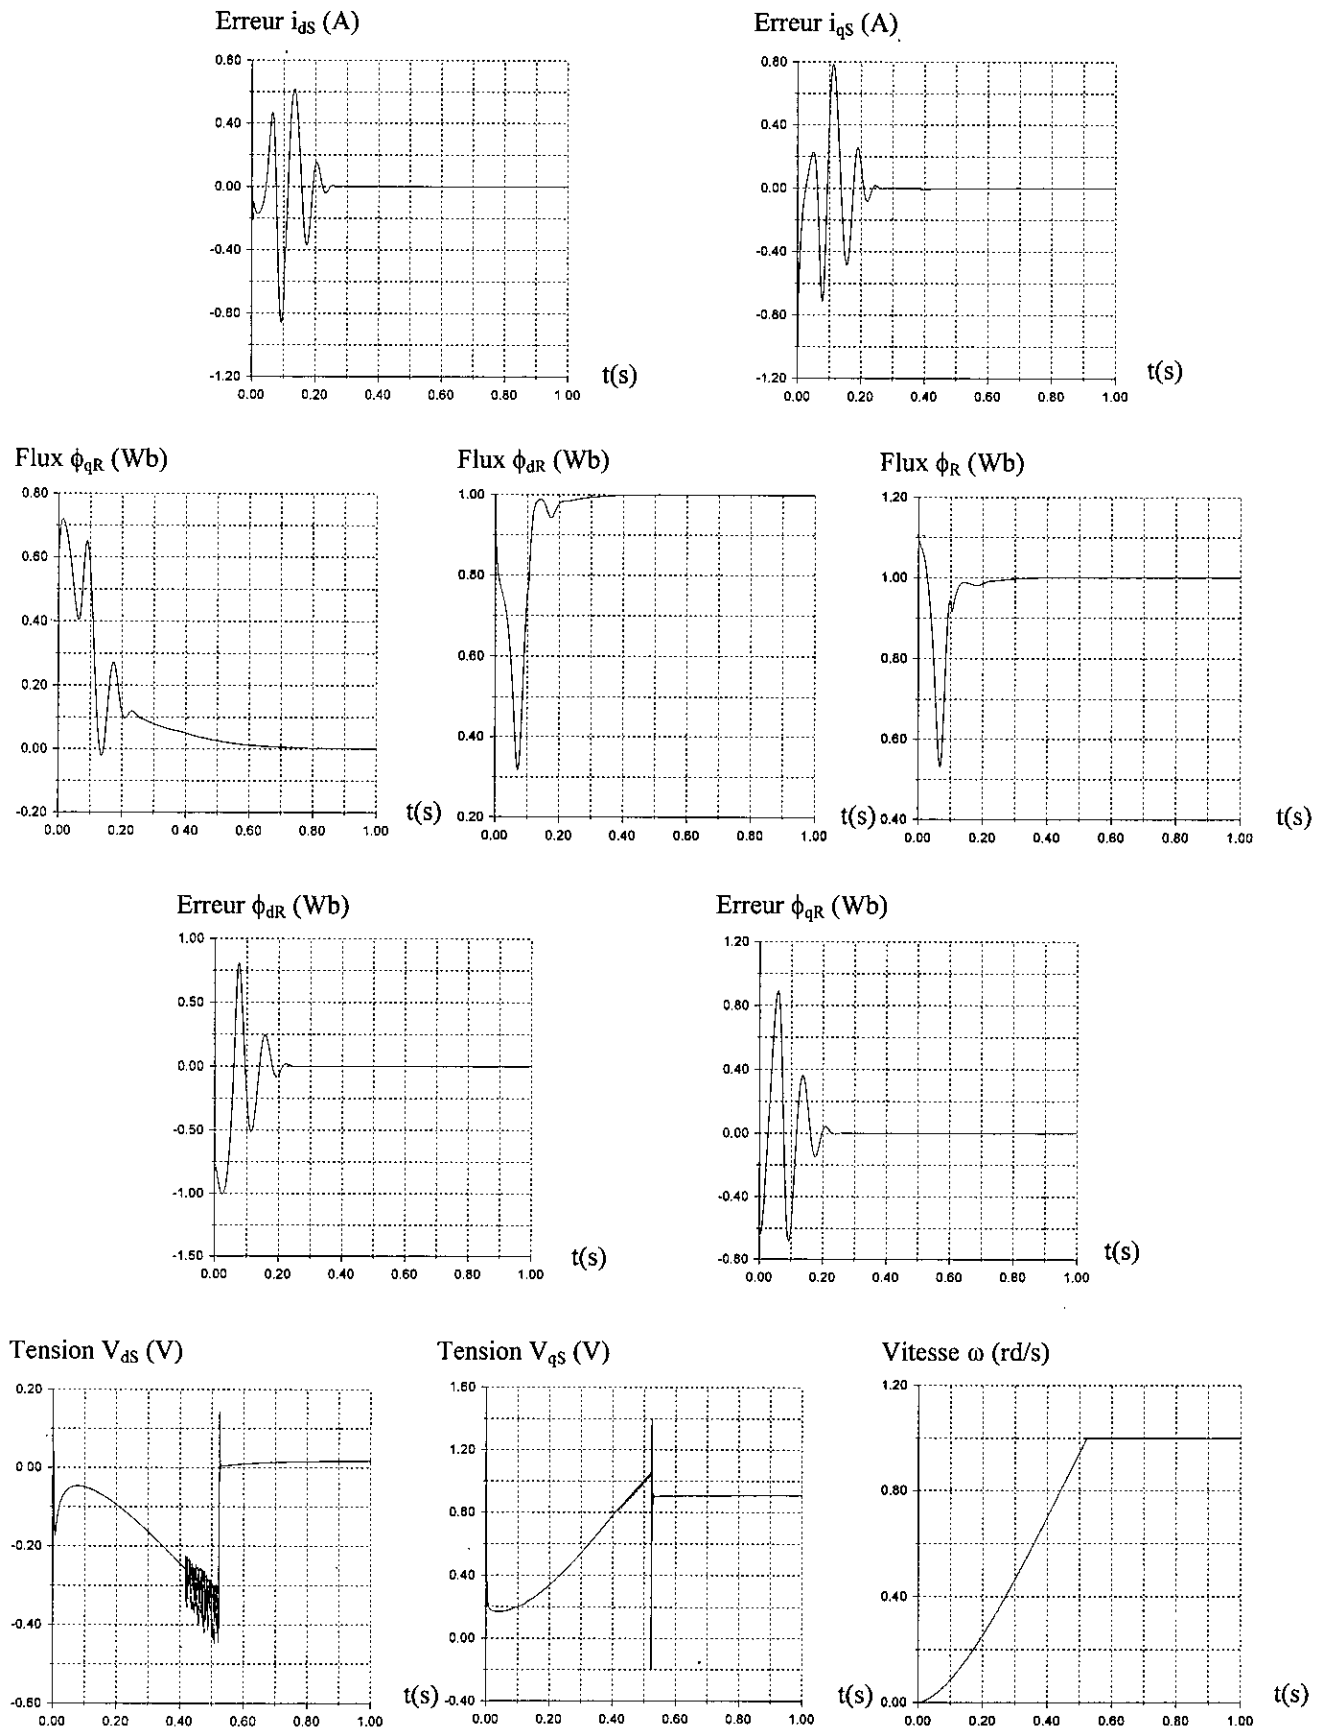 Erreur i_dS (A)
0.80
0.40
0.00
-0.40
-0.80
-1.20
0.00 0.20 0.40 0.60 0.80 1.00
t(s)
Erreur i_qS (A)
0.80
0.40
0.00
-0.40
-0.80
-1.20
0.00 0.20 0.40 0.60 0.80 1.00
t(s)
Flux ϕ_qR (Wb)
0.80
0.60
0.40
0.20
0.00
-0.20
0.00 0.20 0.40 0.60 0.80 1.00
t(s)
Flux ϕ_dR (Wb)
1.00
0.80
0.60
0.40
0.20
0.00 0.20 0.40 0.60 0.80 1.00
t(s)
Flux ϕ_R (Wb)
1.20
1.00
0.80
0.60
0.40
0.00 0.20 0.40 0.60 0.80 1.00
t(s)
Erreur ϕ_dR (Wb)
1.00
0.50
0.00
-0.50
-1.00
-1.50
0.00 0.20 0.40 0.60 0.80 1.00
t(s)
Erreur ϕ_qR (Wb)
1.20
0.80
0.40
0.00
-0.40
-0.80
0.00 0.20 0.40 0.60 0.80 1.00
t(s)
Tension V_dS (V)
0.20
0.00
-0.20
-0.40
-0.60
0.00 0.20 0.40 0.60 0.80 1.00
t(s)
Tension V_qS (V)
1.60
1.20
0.80
0.40
0.00
-0.40
0.00 0.20 0.40 0.60 0.80 1.00
t(s)
Vitesse ω (rd/s)
1.20
0.80
0.40
0.00
0.00 0.20 0.40 0.60 0.80 1.00
t(s)